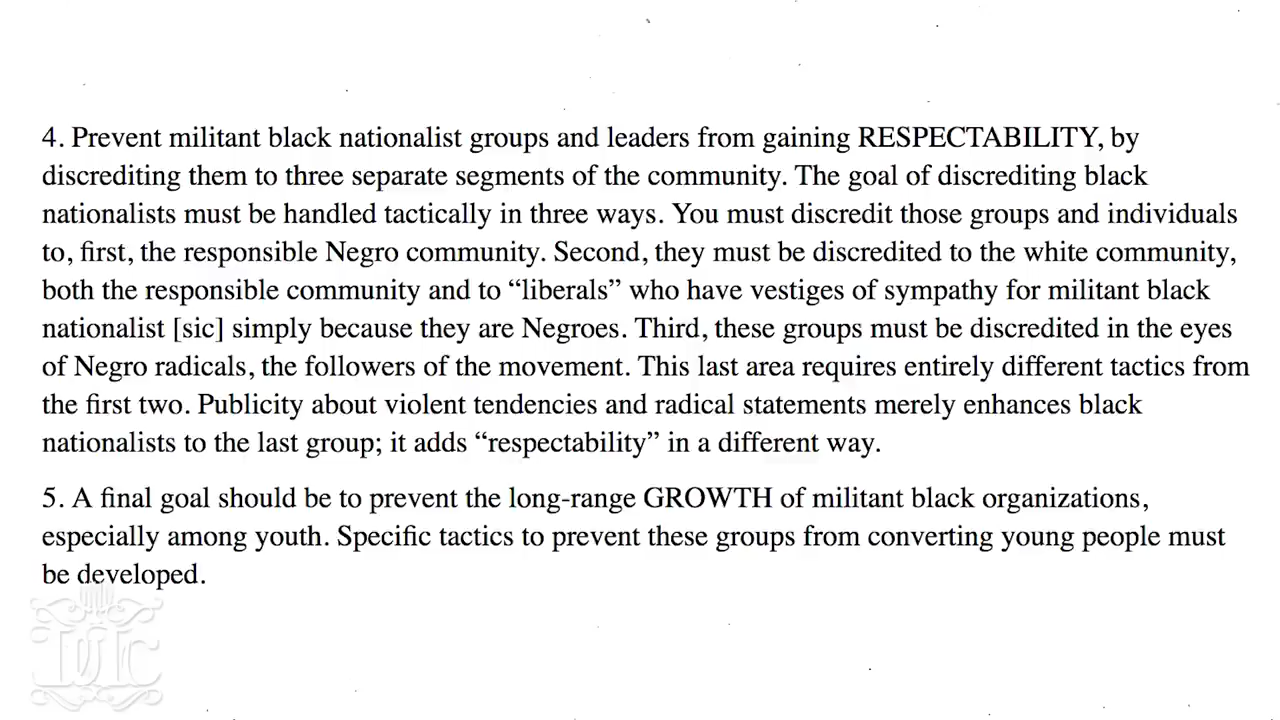 4. Prevent militant black nationalist groups and leaders from gaining RESPECTABILITY, by
discrediting them to three separate segments of the community. The goal of discrediting black
nationalists must be handled tactically in three ways. You must discredit those groups and individuals
to, first, the responsible Negro community. Second, they must be discredited to the white community,
both the responsible community and to “liberals” who have vestiges of sympathy for militant black
nationalist [sic] simply because they are Negroes. Third, these groups must be discredited in the eyes
of Negro radicals, the followers of the movement. This last area requires entirely different tactics from
the first two. Publicity about violent tendencies and radical statements merely enhances black
nationalists to the last group; it adds “respectability” in a different way.
5. A final goal should be to prevent the long-range GROWTH of militant black organizations,
especially among youth. Specific tactics to prevent these groups from converting young people must
be developed.
IUIC